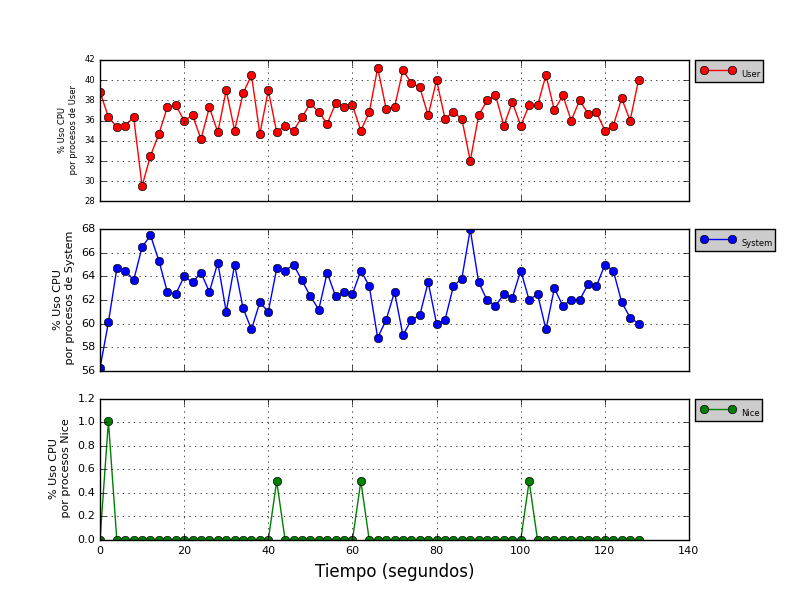 42
40
38
36
34
32
30
28
% Uso CPU
por procesos de User
User
68
66
64
62
60
58
56
% Uso CPU
por procesos de System
System
1.2
1.0
0.8
0.6
0.4
0.2
0.0
% Uso CPU
por procesos Nice
Nice
0 20 40 60 80 100 120 140
Tiempo (segundos)